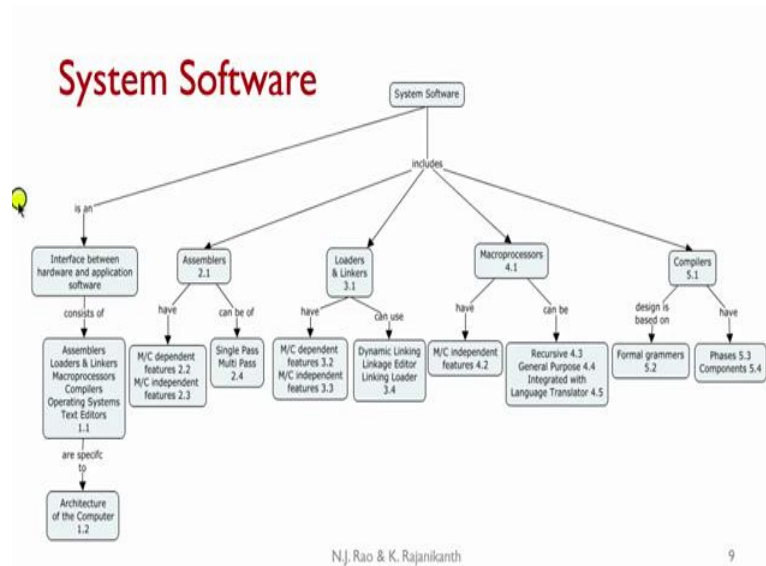 System Software
System Software
includes
is an
Interface between
hardware and application
software
Assemblers
2.1
Loaders
& Linkers
3.1
Macroprocessors
4.1
Compilers
5.1
consists of
have
can be of
have
can use
have
can be
design is
based on
have
Assemblers
Loaders & Linkers
Macroprocessors
Compilers
Operating Systems
Text Editors
1.1
M/C dependent
features 2.2
M/C independent
features 2.3
Single Pass
Multi Pass
2.4
M/C dependent
features 3.2
M/C independent
features 3.3
Dynamic Linking
Linkage Editor
Linking Loader
3.4
M/C independent
features 4.2
Recursive 4.3
General Purpose 4.4
Integrated with
Language Translator 4.5
Formal grammers
5.2
Phases 5.3
Components 5.4
are specifc
to
Architecture
of the Computer
1.2
N.J. Rao & K. Rajanikanth
9